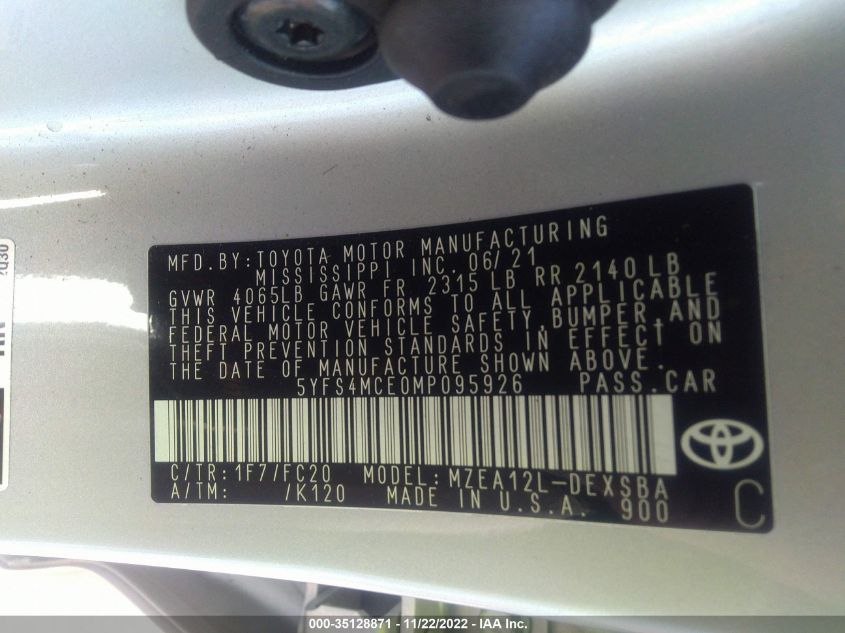 MFD.BY:TOYOTA MOTOR MANUFACTURING
MISSISSIPPI INC. 06/21
GVWR 4065LB GAWR FR 2315 LB RR 2140 LB
THIS VEHICLE CONFORMS TO ALL APPLICABLE
FEDERAL MOTOR VEHICLE SAFETY,BUMPER,AND
THEFT PREVENTION STANDARDS IN EFFECT ON
THE DATE OF MANUFACTURE SHOWN ABOVE.
5YFS4MCE0MP095926 PASS.CAR
C/TR:1F7/FC20 MODEL:MZEA12L-DEXSBA
A/TM: /K120 MADE IN U.S.A. 900
C
000-35128871 - 11/22/2022 - IAA Inc.